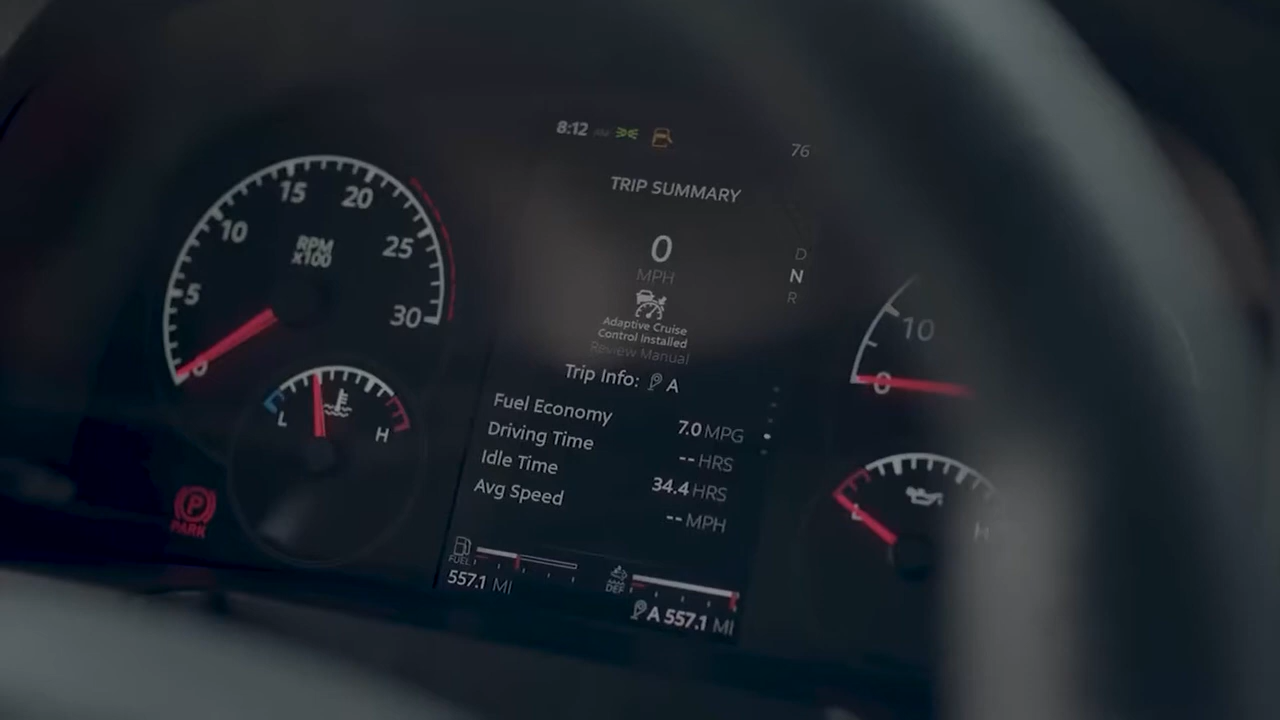 8:12 AM
76
TRIP SUMMARY
15
20
10
25
RPM
x100
0
MPH
D
N
R
5
30
0
Adaptive Cruise
Control Installed
Review Manual
10
0
Trip Info: A
L
H
Fuel Economy 7.0 MPG
Driving Time -- HRS
Idle Time 34.4 HRS
Avg Speed -- MPH
PARK
P
L
H
FUEL
DEF
557.1 MI
A 557.1 MI